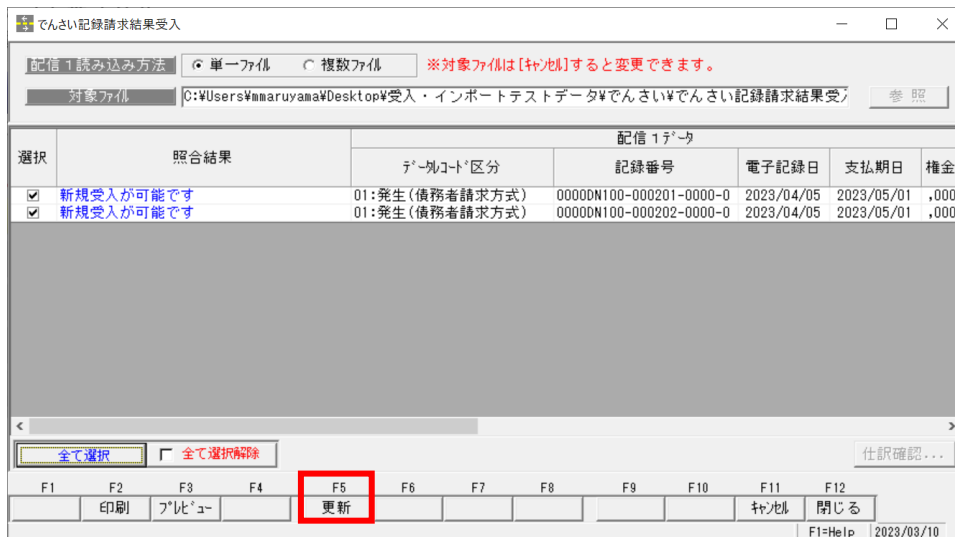 でんさい記録請求結果受入
配信1読み込み方法 単一ファイル 複数ファイル ※対象ファイルは[キャンセル]すると変更できます。
対象ファイル C:¥Users¥mmaruyama¥Desktop¥受入・インポートテストデータ¥でんさい¥でんさい記録請求結果受 参照
配信1データ
選択 照合結果 データコード区分 記録番号 電子記録日 支払期日 権金
新規受入が可能です 01:発生(債務者請求方式) 0000DN100-000201-0000-0 2023/04/05 2023/05/01 ,000
新規受入が可能です 01:発生(債務者請求方式) 0000DN100-000202-0000-0 2023/04/05 2023/05/01 ,000
全て選択 全て選択解除 仕訳確認...
F1 F2 F3 F4 F5 F6 F7 F8 F9 F10 F11 F12
印刷 プレビュー 更新 キャンセル 閉じる
F1=Help 2023/03/10